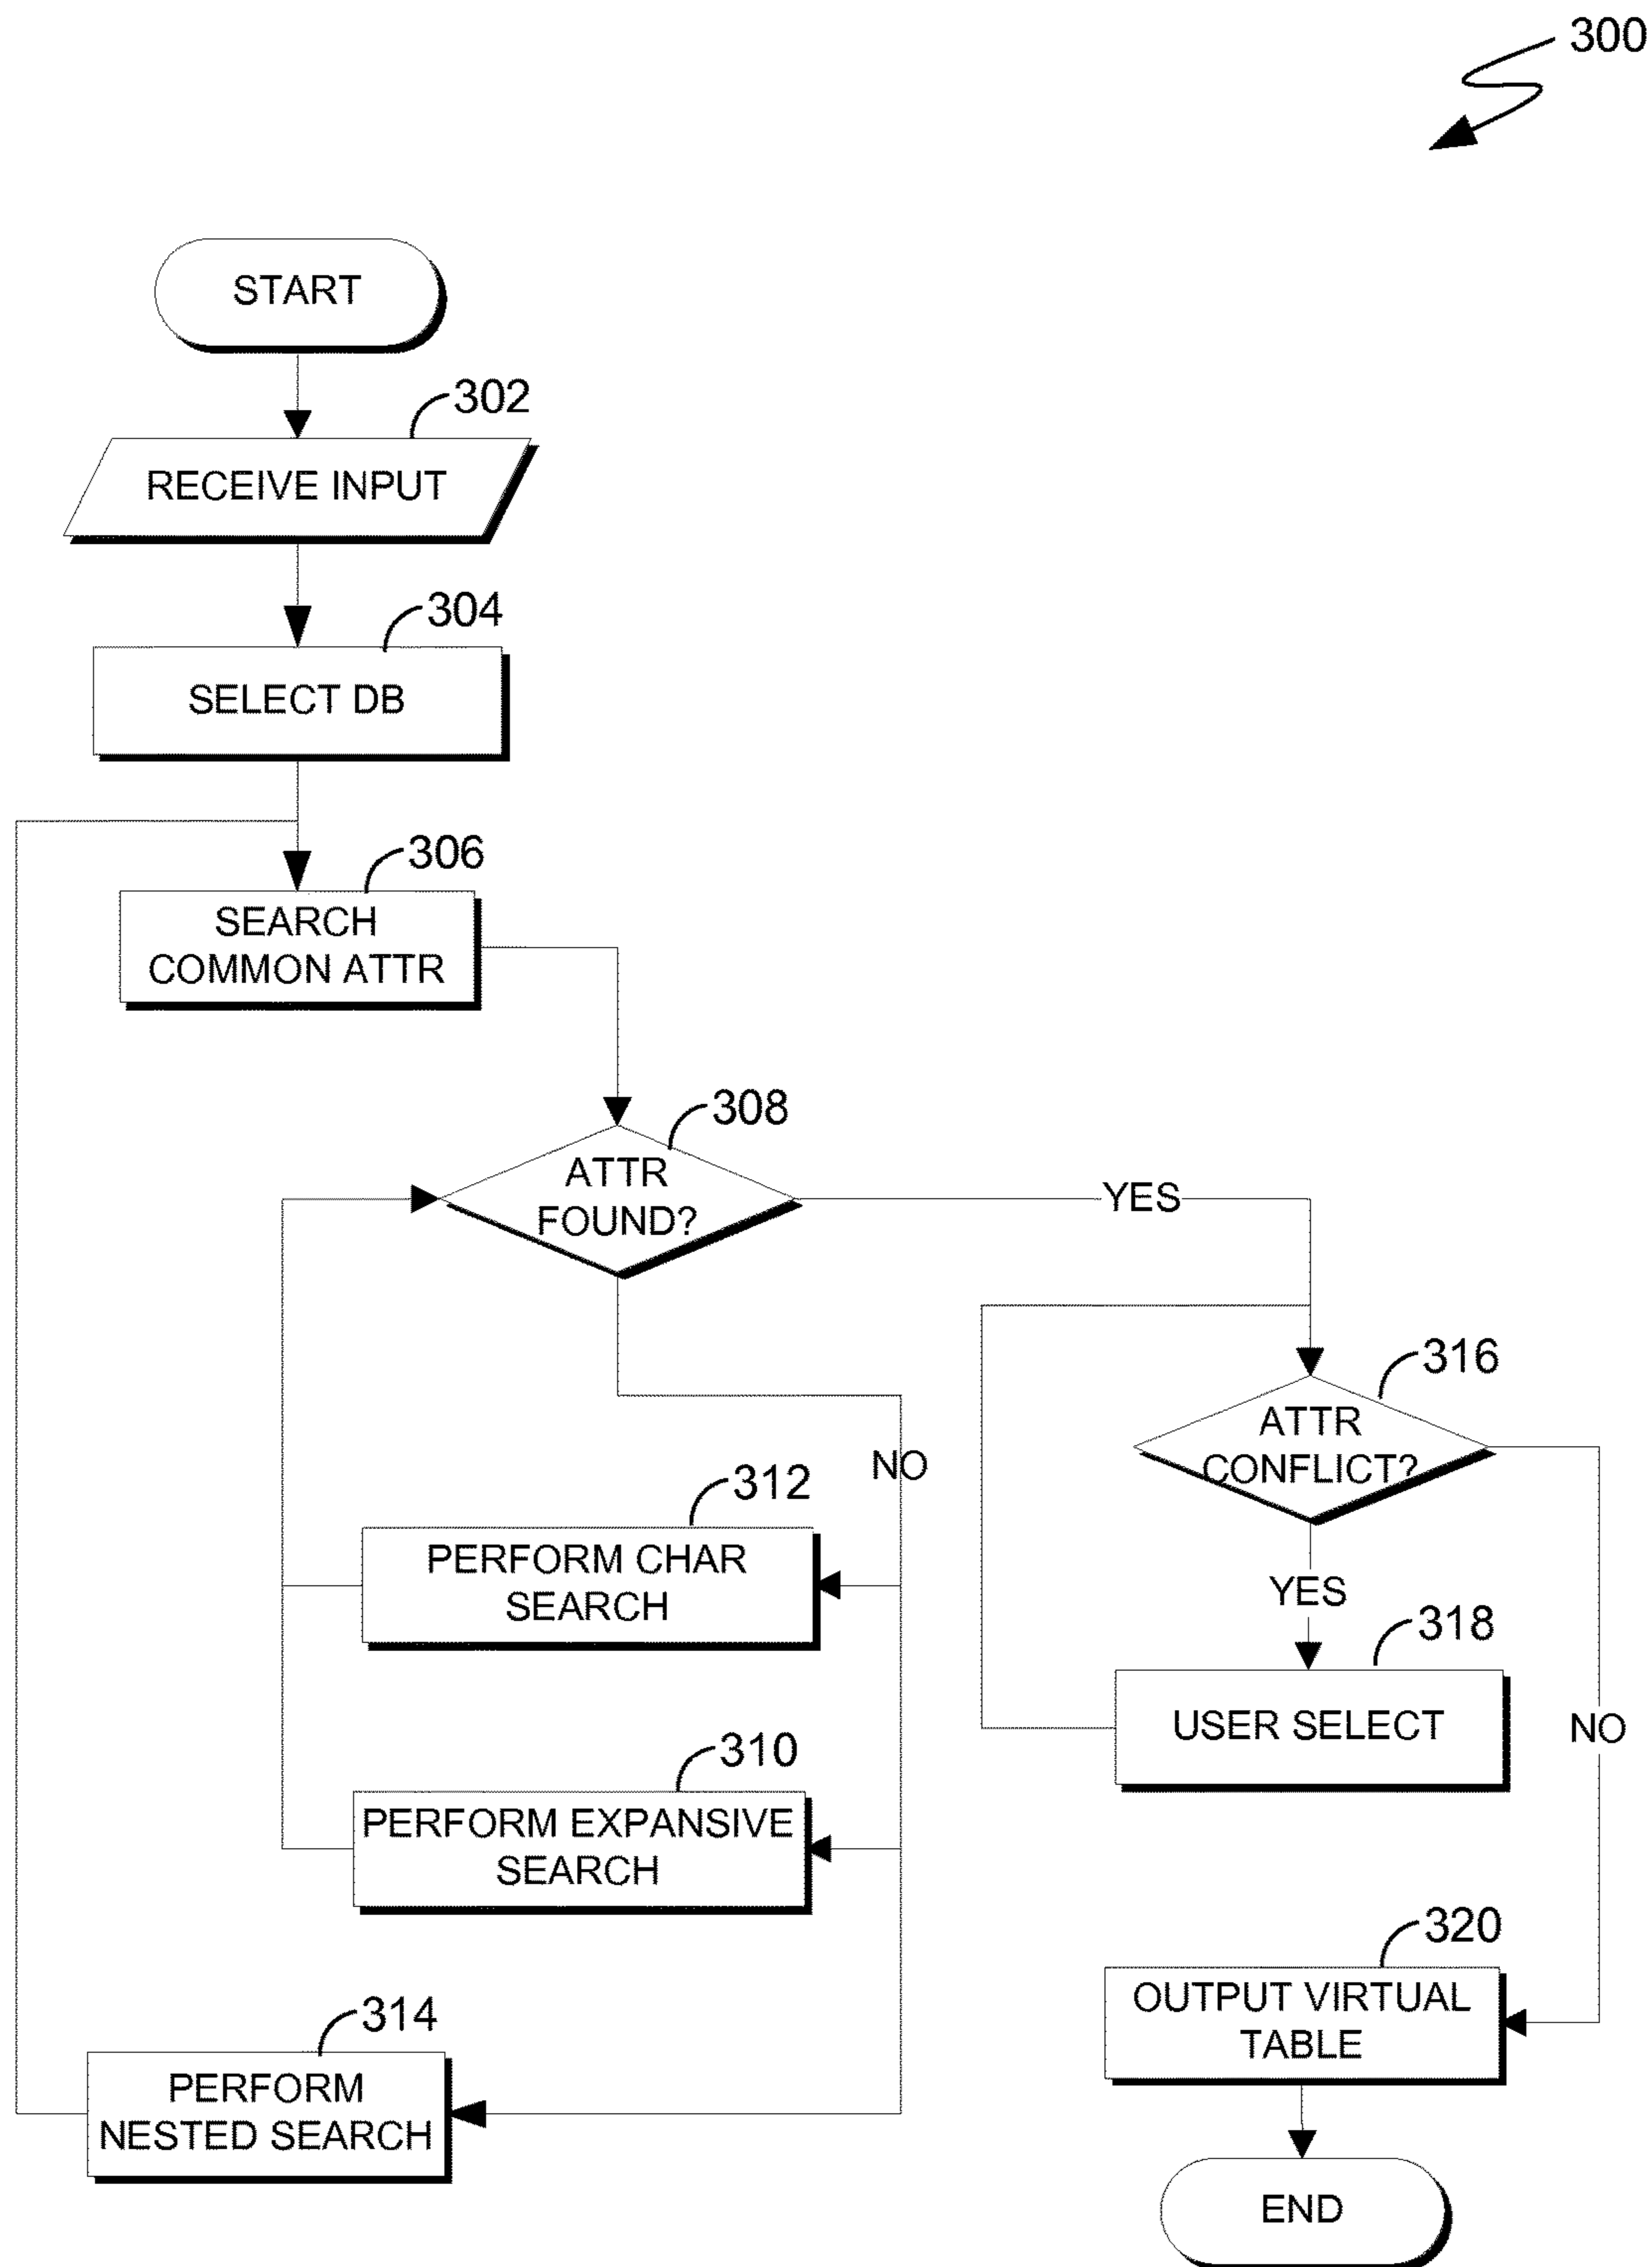 300
START
302
RECEIVE INPUT
304
SELECT DB
306
SEARCH
COMMON ATTR
308
ATTR
FOUND?
YES
316
ATTR
CONFLICT?
NO
312
PERFORM CHAR
SEARCH
YES
318
USER SELECT
NO
310
PERFORM EXPANSIVE
SEARCH
320
OUTPUT VIRTUAL
TABLE
314
PERFORM
NESTED SEARCH
END